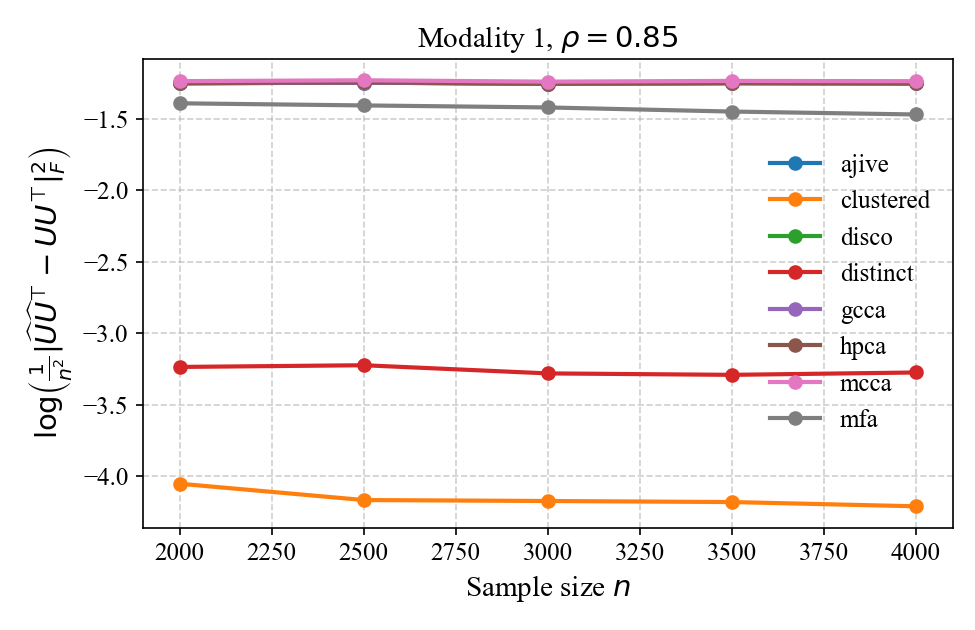 Modality 1, ρ = 0.85
log(1/n² |ÛÛ^⊤ − UU^⊤|²_F)
−1.5
−2.0
−2.5
−3.0
−3.5
−4.0
ajive
clustered
disco
distinct
gcca
hpca
mcca
mfa
2000 2250 2500 2750 3000 3250 3500 3750 4000
Sample size n